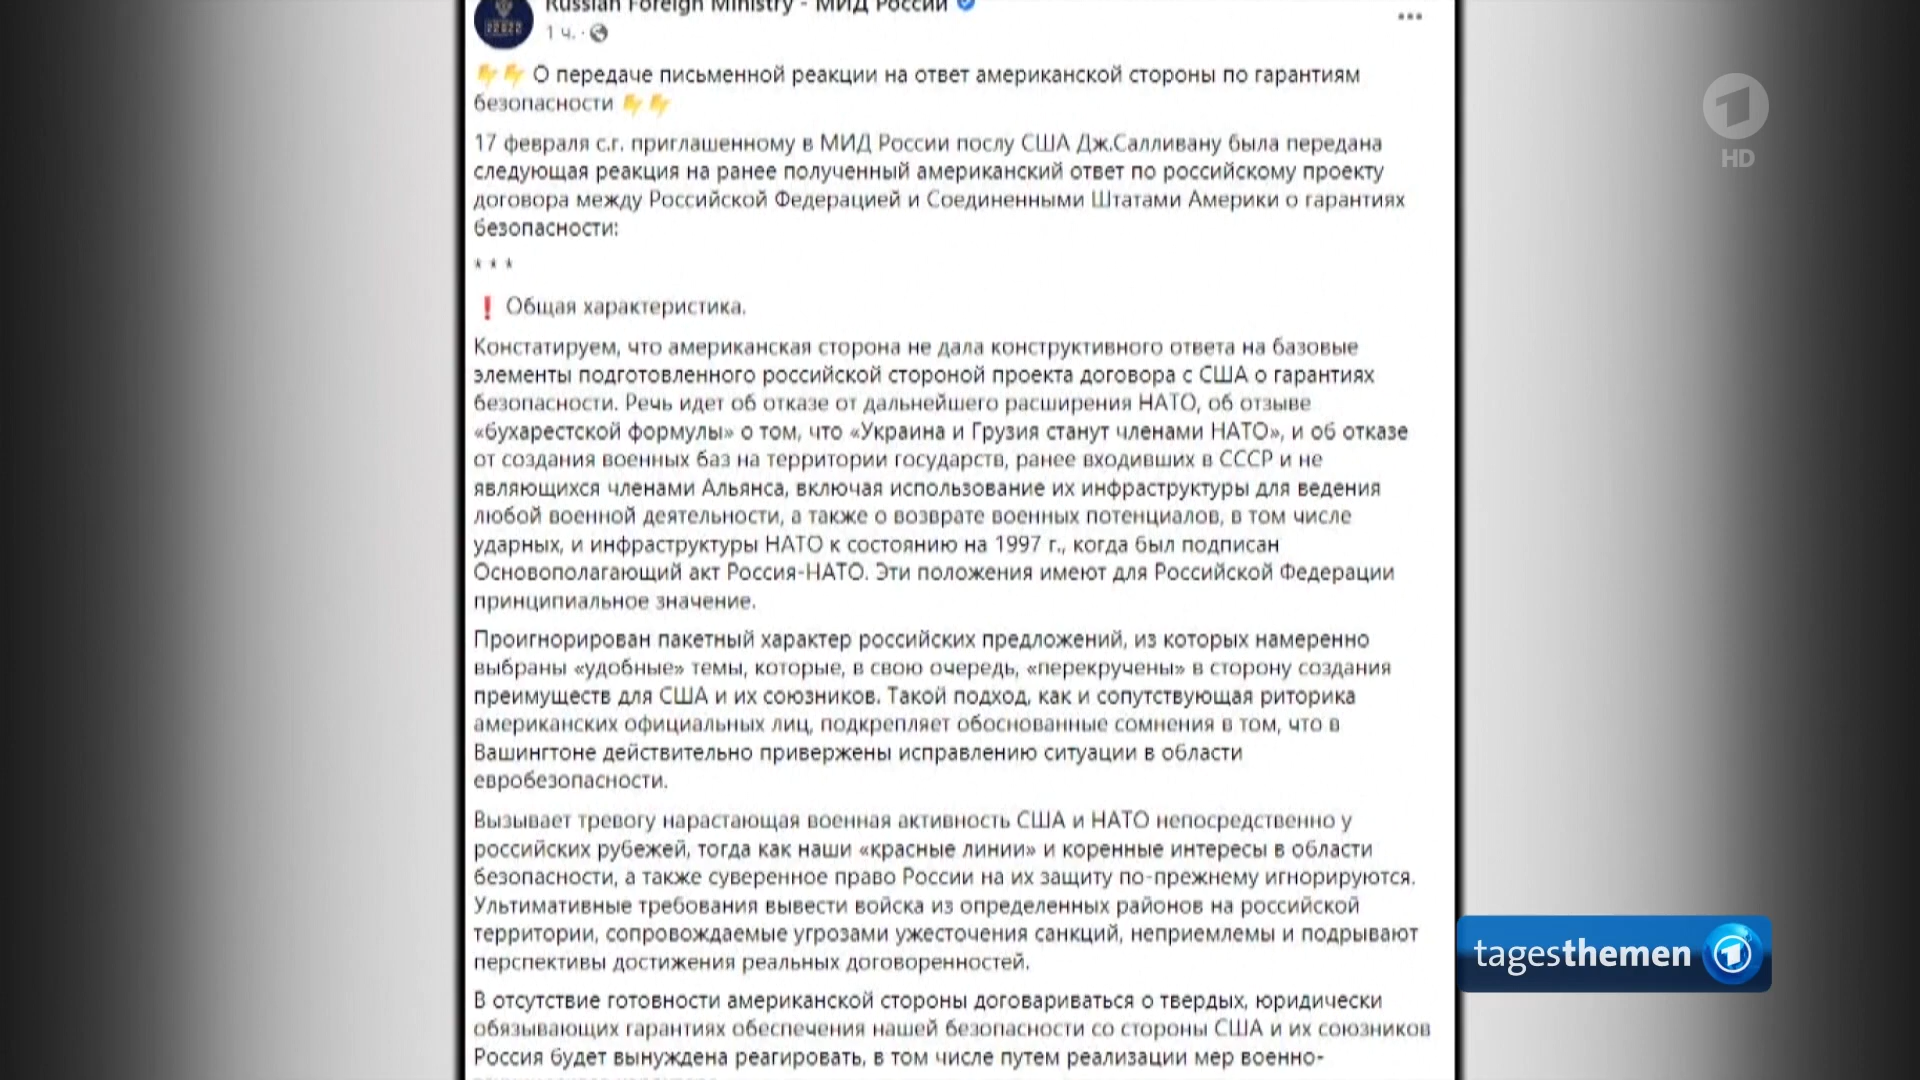 Russian Foreign Ministry - МИД России
1 ч. ·
О передаче письменной реакции на ответ американской стороны по гарантиям
безопасности
17 февраля с.г. приглашенному в МИД России послу США Дж.Салливану была передана
следующая реакция на ранее полученный американский ответ по российскому проекту
договора между Российской Федерацией и Соединенными Штатами Америки о гарантиях
безопасности:
* * *
❗ Общая характеристика.
Констатируем, что американская сторона не дала конструктивного ответа на базовые
элементы подготовленного российской стороной проекта договора с США о гарантиях
безопасности. Речь идет об отказе от дальнейшего расширения НАТО, об отзыве
«бухарестской формулы» о том, что «Украина и Грузия станут членами НАТО», и об отказе
от создания военных баз на территории государств, ранее входивших в СССР и не
являющихся членами Альянса, включая использование их инфраструктуры для ведения
любой военной деятельности, а также о возврате военных потенциалов, в том числе
ударных, и инфраструктуры НАТО к состоянию на 1997 г., когда был подписан
Основополагающий акт Россия-НАТО. Эти положения имеют для Российской Федерации
принципиальное значение.
Проигнорирован пакетный характер российских предложений, из которых намеренно
выбраны «удобные» темы, которые, в свою очередь, «перекручены» в сторону создания
преимуществ для США и их союзников. Такой подход, как и сопутствующая риторика
американских официальных лиц, подкрепляет обоснованные сомнения в том, что в
Вашингтоне действительно привержены исправлению ситуации в области
евробезопасности.
Вызывает тревогу нарастающая военная активность США и НАТО непосредственно у
российских рубежей, тогда как наши «красные линии» и коренные интересы в области
безопасности, а также суверенное право России на их защиту по-прежнему игнорируются.
Ультимативные требования вывести войска из определенных районов на российской
территории, сопровождаемые угрозами ужесточения санкций, неприемлемы и подрывают
перспективы достижения реальных договоренностей.
В отсутствие готовности американской стороны договариваться о твердых, юридически
обязывающих гарантиях обеспечения нашей безопасности со стороны США и их союзников
Россия будет вынуждена реагировать, в том числе путем реализации мер военно-
1
HD
tagesthemen 1